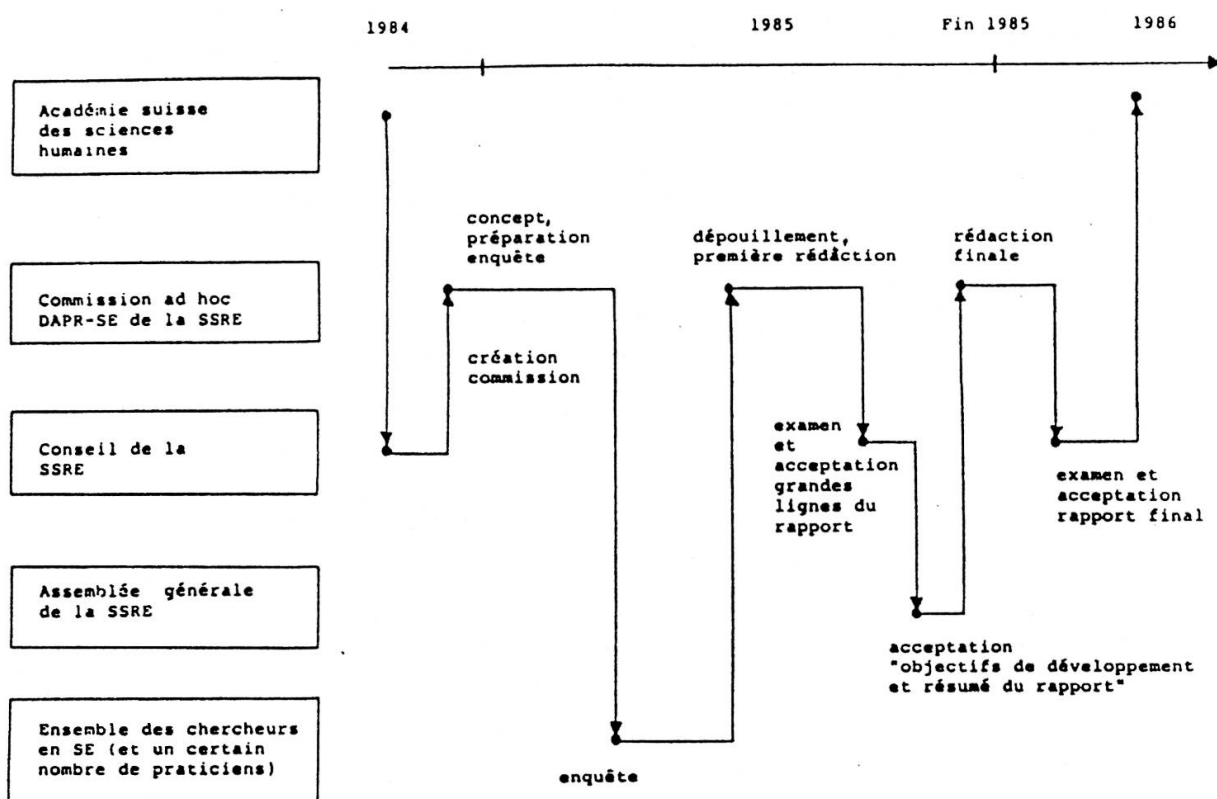 1984 1985 Fin 1985 1986
Académie suisse
des sciences
humaines
concept,
préparation
enquête
dépouillement,
première rédaction
rédaction
finale
Commission ad hoc
DAPR-SE de la SSRE
création
commission
Conseil de la
SSRE
examen
et
acceptation
grandes
lignes du
rapport
examen et
acceptation
rapport final
Assemblée générale
de la SSRE
acceptation
"objectifs de développement
et résumé du rapport"
Ensemble des chercheurs
en SE (et un certain
nombre de praticiens)
enquête